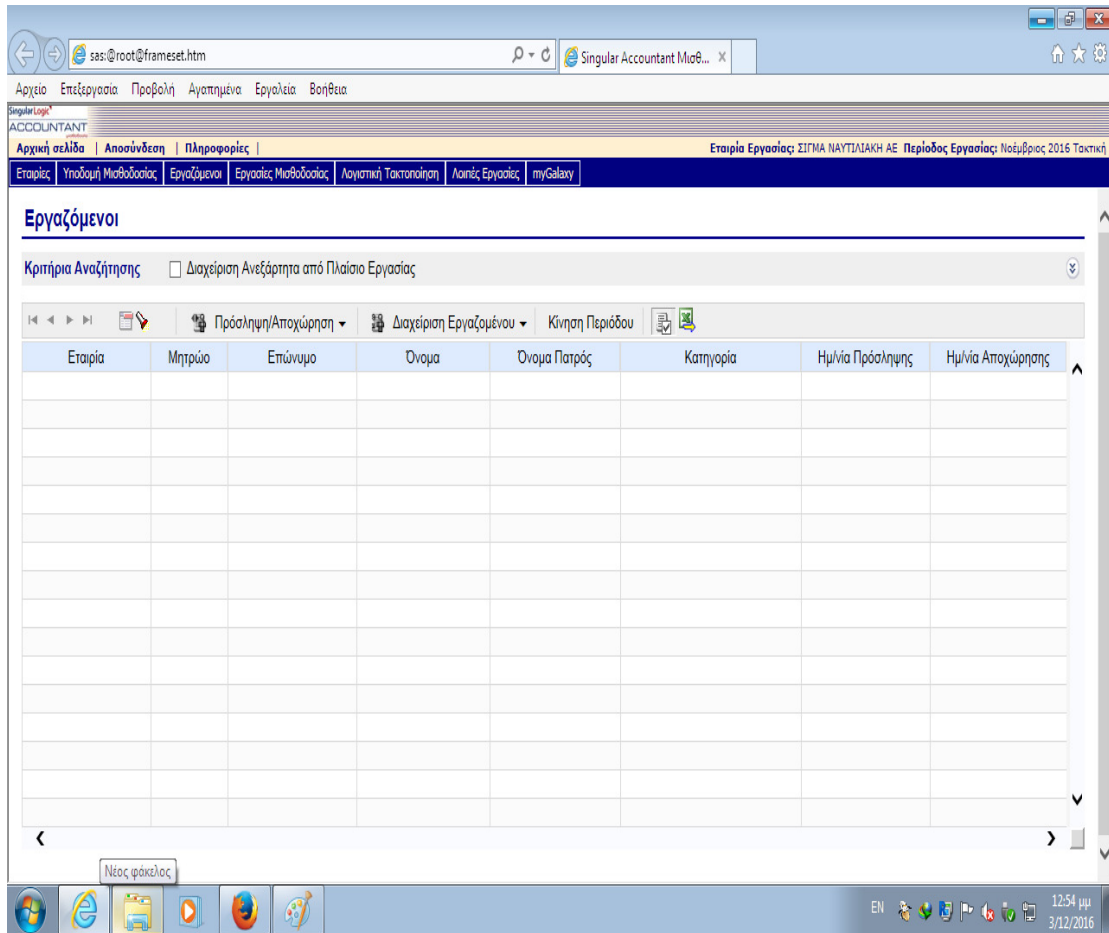 sas:@root@frameset.htm
Singular Accountant Μισθ...
Αρχείο Επεξεργασία Προβολή Αγαπημένα Εργαλεία Βοήθεια
SingularLogic
ACCOUNTANT
Αρχική σελίδα | Αποσύνδεση | Πληροφορίες |
Εταιρία Εργασίας: ΣΙΓΜΑ ΝΑΥΤΙΛΙΑΚΗ ΑΕ Περίοδος Εργασίας: Νοέμβριος 2016 Τακτική
Εταιρίες Υποδομή Μισθοδοσίας Εργαζόμενοι Εργασίες Μισθοδοσίας Λογιστική Τακτοποίηση Λοιπές Εργασίες myGalaxy
Εργαζόμενοι
Κριτήρια Αναζήτησης Διαχείριση Ανεξάρτητα από Πλαίσιο Εργασίας
Πρόσληψη/Αποχώρηση Διαχείριση Εργαζομένου Κίνηση Περιόδου
Εταιρία Μητρώο Επώνυμο Όνομα Όνομα Πατρός Κατηγορία Ημ/νία Πρόσληψης Ημ/νία Αποχώρησης
Νέος φάκελος
EN
12:54 μμ
3/12/2016